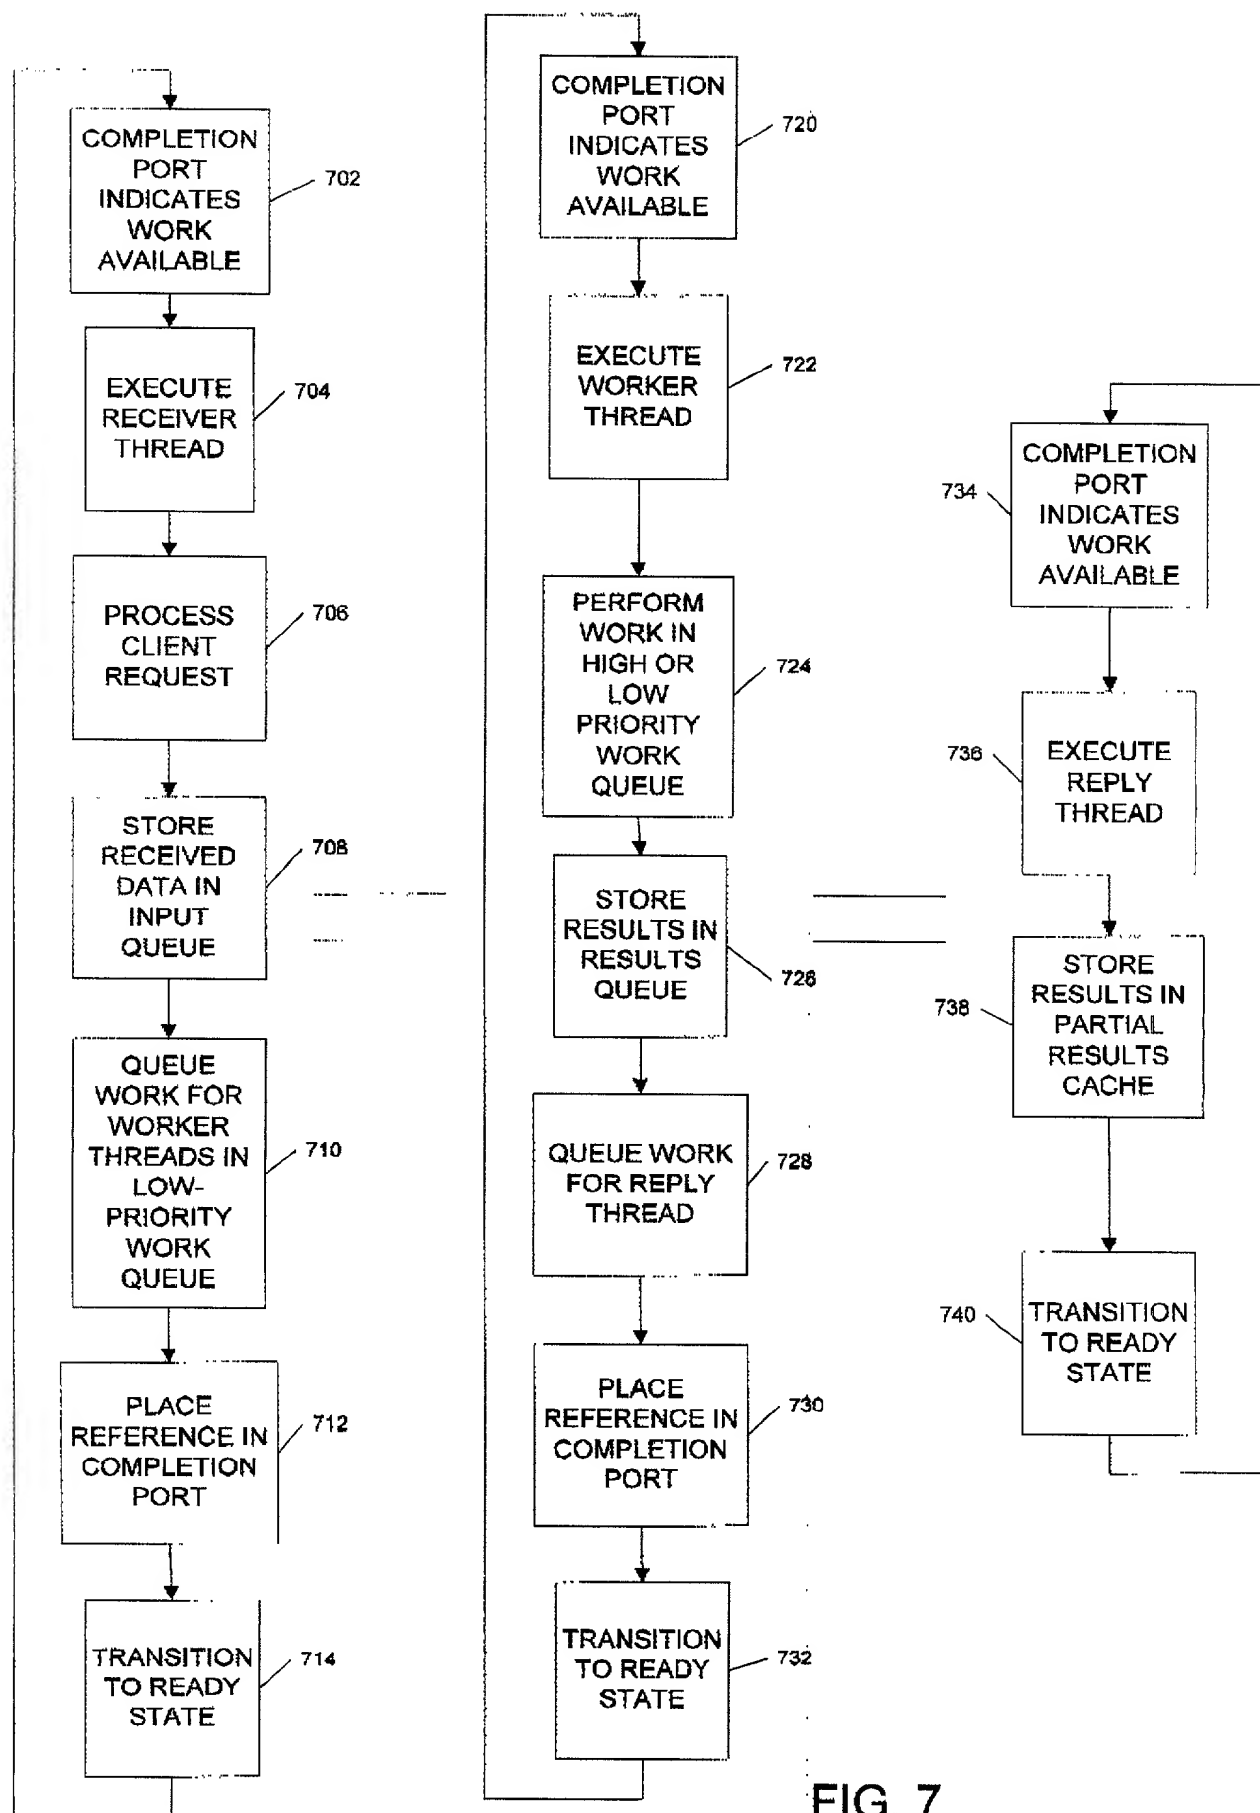 COMPLETION
PORT
INDICATES
WORK
AVAILABLE
702
EXECUTE
RECEIVER
THREAD
704
PROCESS
CLIENT
REQUEST
706
STORE
RECEIVED
DATA IN
INPUT
QUEUE
708
QUEUE
WORK FOR
WORKER
THREADS IN
LOW-
PRIORITY
WORK
QUEUE
710
PLACE
REFERENCE IN
COMPLETION
PORT
712
TRANSITION
TO READY
STATE
714
COMPLETION
PORT
INDICATES
WORK
AVAILABLE
720
EXECUTE
WORKER
THREAD
722
PERFORM
WORK IN
HIGH OR
LOW
PRIORITY
WORK
QUEUE
724
STORE
RESULTS IN
RESULTS
QUEUE
726
QUEUE WORK
FOR REPLY
THREAD
728
PLACE
REFERENCE IN
COMPLETION
PORT
730
TRANSITION
TO READY
STATE
732
COMPLETION
PORT
INDICATES
WORK
AVAILABLE
734
EXECUTE
REPLY
THREAD
736
STORE
RESULTS IN
PARTIAL
RESULTS
CACHE
738
TRANSITION
TO READY
STATE
740
FIG. 7